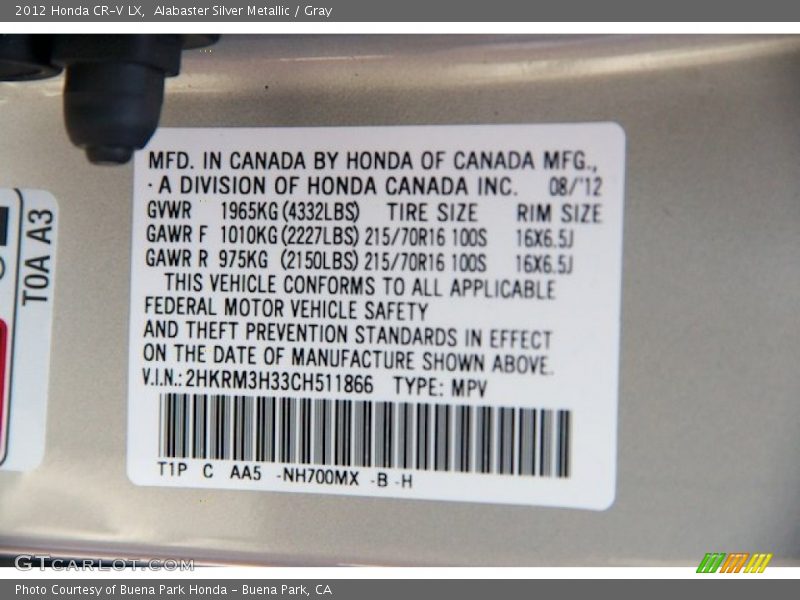 2012 Honda CR-V LX,  Alabaster Silver Metallic / Gray
MFD. IN CANADA BY HONDA OF CANADA MFG.,
· A DIVISION OF HONDA CANADA INC.   08/'12
GVWR   1965KG (4332LBS)   TIRE SIZE   RIM SIZE
GAWR F   1010KG (2227LBS) 215/70R16 100S   16X6.5J
GAWR R   975KG   (2150LBS) 215/70R16 100S   16X6.5J
THIS VEHICLE CONFORMS TO ALL APPLICABLE
FEDERAL MOTOR VEHICLE SAFETY
AND THEFT PREVENTION STANDARDS IN EFFECT
ON THE DATE OF MANUFACTURE SHOWN ABOVE.
V.I.N.: 2HKRM3H33CH511866   TYPE: MPV
T1P   C   AA5   -NH700MX   -B -H
T0A A3
GTCARLOT.COM
Photo Courtesy of Buena Park Honda - Buena Park, CA